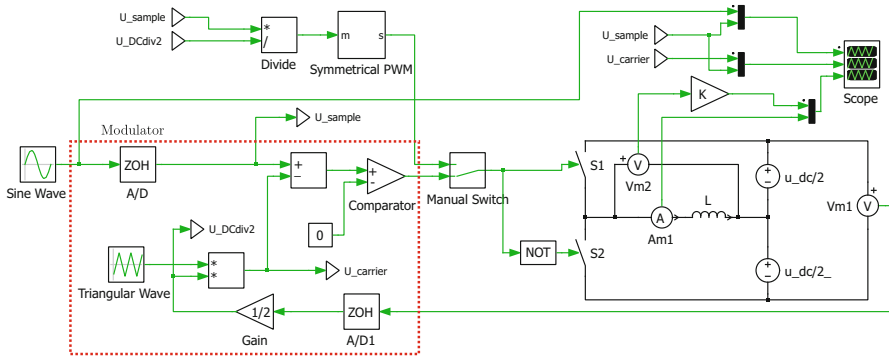 U_sample
U_DCdiv2
*
/
Divide
m s
Symmetrical PWM
U_sample
U_carrier
Scope
K
Modulator
U_sample
Sine Wave
ZOH
A/D
+
−
+
-
Comparator
Manual Switch
S1
+ V
Vm2
A
Am1
L
+
−
u_dc/2
Vm1
+
V
0
U_DCdiv2
NOT
S2
Triangular Wave
*
*
U_carrier
+
−
u_dc/2_
1/2
Gain
ZOH
A/D1